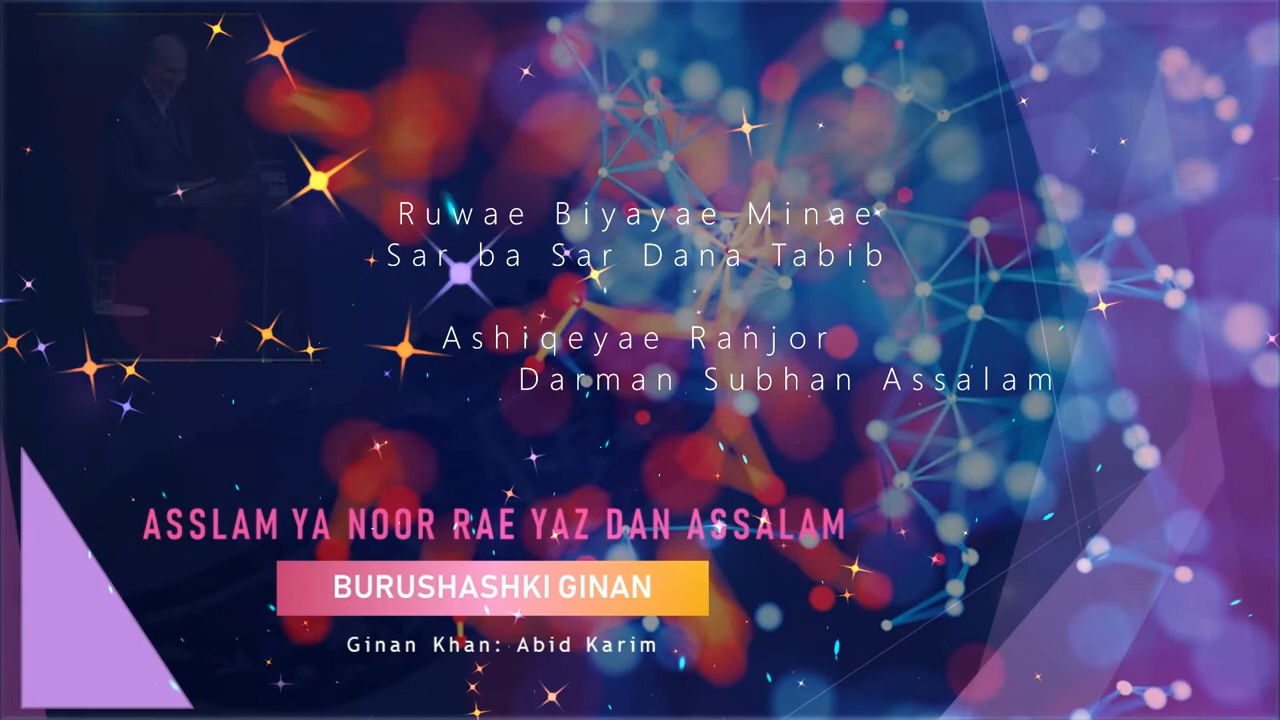 Ruwae Biyayae Minae
Sar ba Sar Dana Tabib
Ashiqeyae Ranjor
Darman Subhan Assalam
ASSLAM YA NOOR RAE YAZ DAN ASSALAM
BURUSHASHKI GINAN
Ginan Khan: Abid Karim